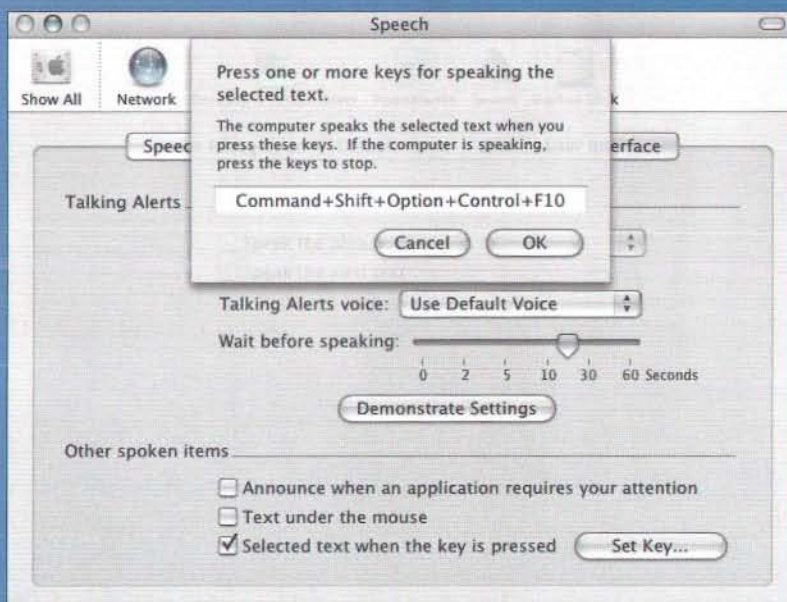 Speech
Show All
Network
k
Press one or more keys for speaking the
selected text.
The computer speaks the selected text when you
press these keys. If the computer is speaking,
press the keys to stop.
Command+Shift+Option+Control+F10
Cancel
OK
Speec
erface
Talking Alerts
Talking Alerts voice: Use Default Voice
Wait before speaking:
0 2 5 10 30 60 Seconds
Demonstrate Settings
Other spoken items
Announce when an application requires your attention
Text under the mouse
Selected text when the key is pressed Set Key...